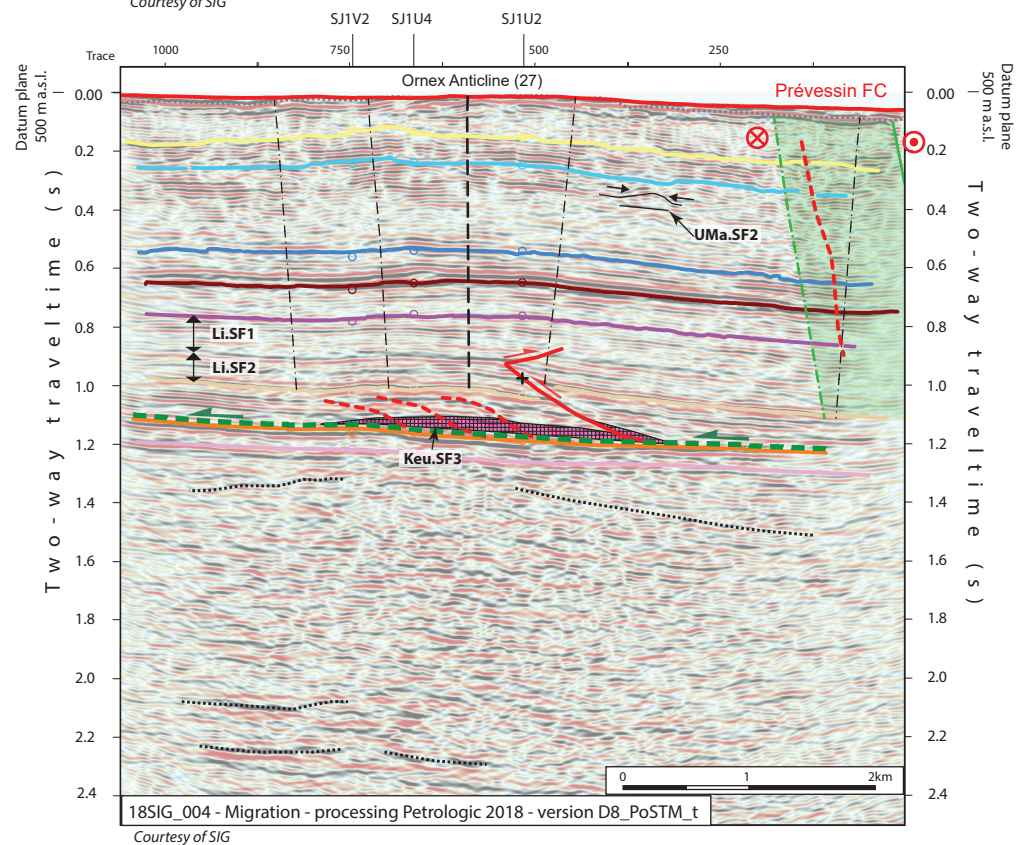 Courtesy of SIG
SJ1V2 SJ1U4 SJ1U2
Trace 1000 750 500 250
Ornex Anticline (27)
Prévessin FC
Datum plane
500 m a.s.l.
Datum plane
500 m a.s.l.
0.00 0.00
0.2 0.2
0.4 0.4
UMa.SF2
0.6 0.6
0.8 0.8
Li.SF1
Li.SF2
1.0 1.0
1.2 1.2
Keu.SF3
1.4 1.4
1.6 1.6
1.8 1.8
2.0 2.0
2.2 2.2
2.4 2.4
Two-way traveltime (s)
Two-way traveltime (s)
0 1 2km
18SIG_004 - Migration - processing Petrologic 2018 - version D8_PoSTM_t
Courtesy of SIG